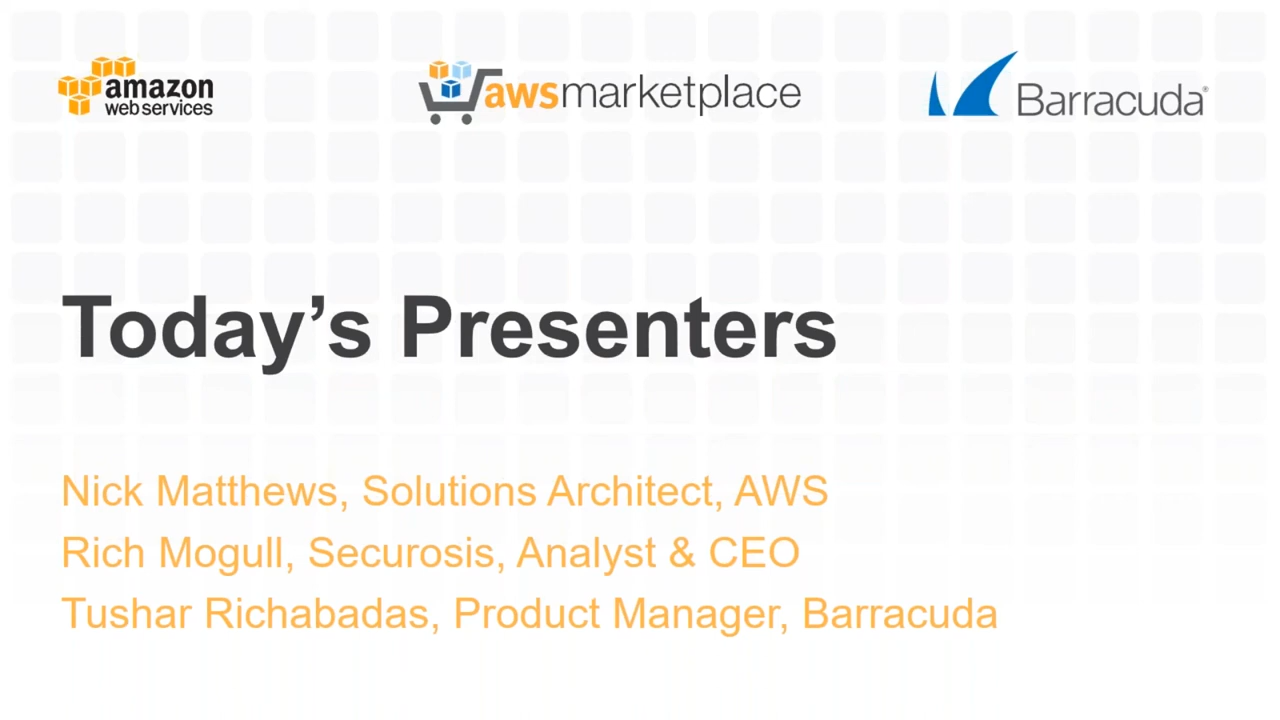 amazon
web services
awsmarketplace
Barracuda®
Today’s Presenters
Nick Matthews, Solutions Architect, AWS
Rich Mogull, Securosis, Analyst & CEO
Tushar Richabadas, Product Manager, Barracuda